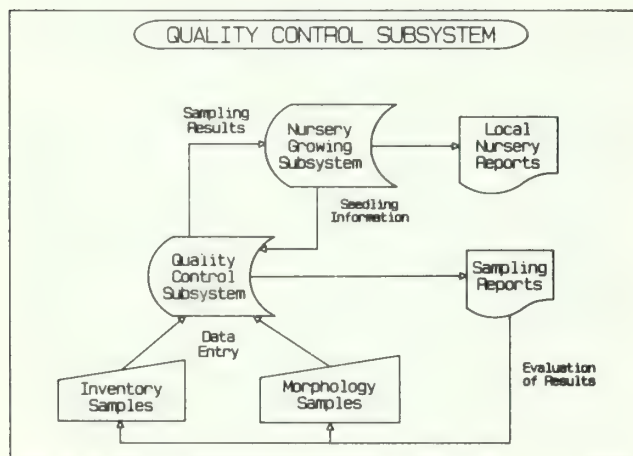 QUALITY CONTROL SUBSYSTEM
Sampling
Results
Nursery
Growing
Subsystem
Local
Nursery
Reports
Seedling
Information
Quality
Control
Subsystem
Sampling
Reports
Data
Entry
Evaluation
of Results
Inventory
Samples
Morphology
Samples